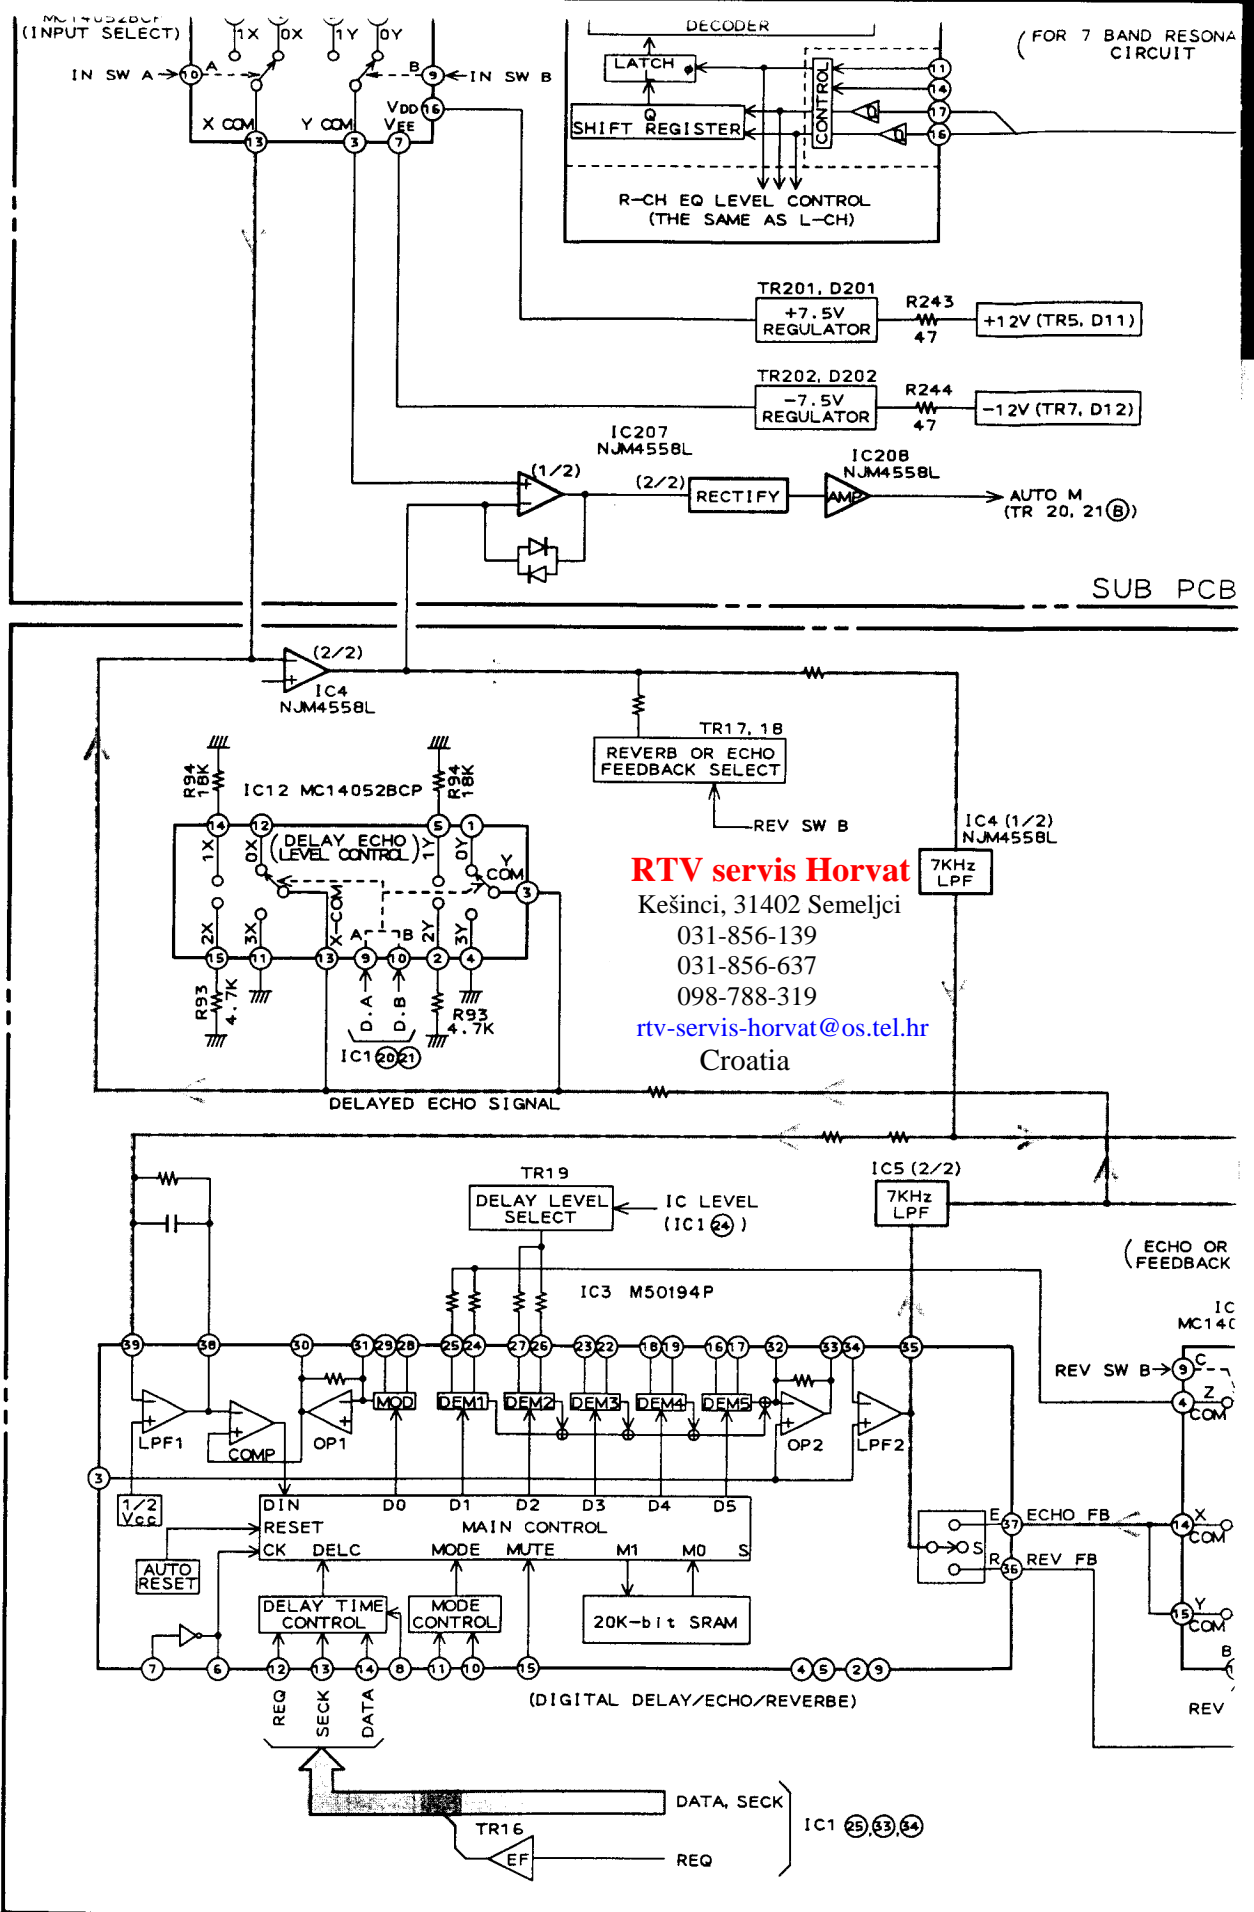 MC14052BCP
(INPUT SELECT)
1X 0X 1Y 0Y
IN SW A
10 A
B 9
IN SW B
VDD 16
VEE
X COM
Y COM
13 3 7
DECODER
LATCH ϕ
Q
SHIFT REGISTER
CONTROL
11
14
17
16
R-CH EQ LEVEL CONTROL
(THE SAME AS L-CH)
(FOR 7 BAND RESONA
CIRCUIT
TR201, D201
+7.5V
REGULATOR
R243
47
+12V (TR5, D11)
TR202, D202
-7.5V
REGULATOR
R244
47
-12V (TR7, D12)
IC207
NJM4558L
(1/2)
(2/2)
RECTIFY
IC208
NJM4558L
AMP
AUTO M
(TR 20, 21 B)
SUB PCB
(2/2)
IC4
NJM4558L
TR17, 18
REVERB OR ECHO
FEEDBACK SELECT
REV SW B
IC4 (1/2)
NJM4558L
7KHz
LPF
R94
18K
IC12 MC14052BCP
R94
18K
14 12 5 1
1X 0X
(DELAY ECHO
LEVEL CONTROL)
1Y 0Y
Y
COM
3
2X 3X
X-COM
A B
2Y 3Y
15 11 13 9 10 2 4
R93
4.7K
D.A D.B
R93
4.7K
IC1 20 21
RTV servis Horvat
Kešinci, 31402 Semeljci
031-856-139
031-856-637
098-788-319
rtv-servis-horvat@os.tel.hr
Croatia
DELAYED ECHO SIGNAL
TR19
DELAY LEVEL
SELECT
IC LEVEL
(IC1 24)
IC5 (2/2)
7KHz
LPF
(ECHO OR
FEEDBACK
IC3 M50194P
IC
MC140
39 38 30 31 29 28 25 24 27 26 23 22 18 19 16 17 32 33 34 35
MOD DEM1 DEM2 DEM3 DEM4 DEM5
LPF1
COMP
OP1
OP2
LPF2
3
1/2
Vcc
DIN D0 D1 D2 D3 D4 D5
RESET
MAIN CONTROL
CK DELC MODE MUTE M1 M0 S
AUTO
RESET
DELAY TIME
CONTROL
MODE
CONTROL
20K-bit SRAM
E 37 ECHO FB
S
R 36 REV FB
REV SW B
9 C
4 Z
COM
14 X
COM
15 Y
COM
B
REV
7 6 12 13 14 8 11 10 15 4 5 2 9
REQ
SECK
DATA
(DIGITAL DELAY/ECHO/REVERBE)
DATA, SECK
TR16
EF
REQ
IC1 25, 33, 34